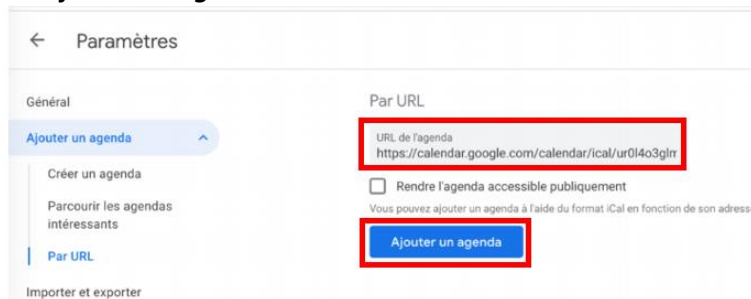 ← Paramètres
Général
Ajouter un agenda
Créer un agenda
Parcourir les agendas
intéressants
Par URL
Importer et exporter
Par URL
URL de l'agenda
https://calendar.google.com/calendar/ical/ur0l4o3glm
Rendre l'agenda accessible publiquement
Vous pouvez ajouter un agenda à l'aide du format iCal en fonction de son adresse
Ajouter un agenda